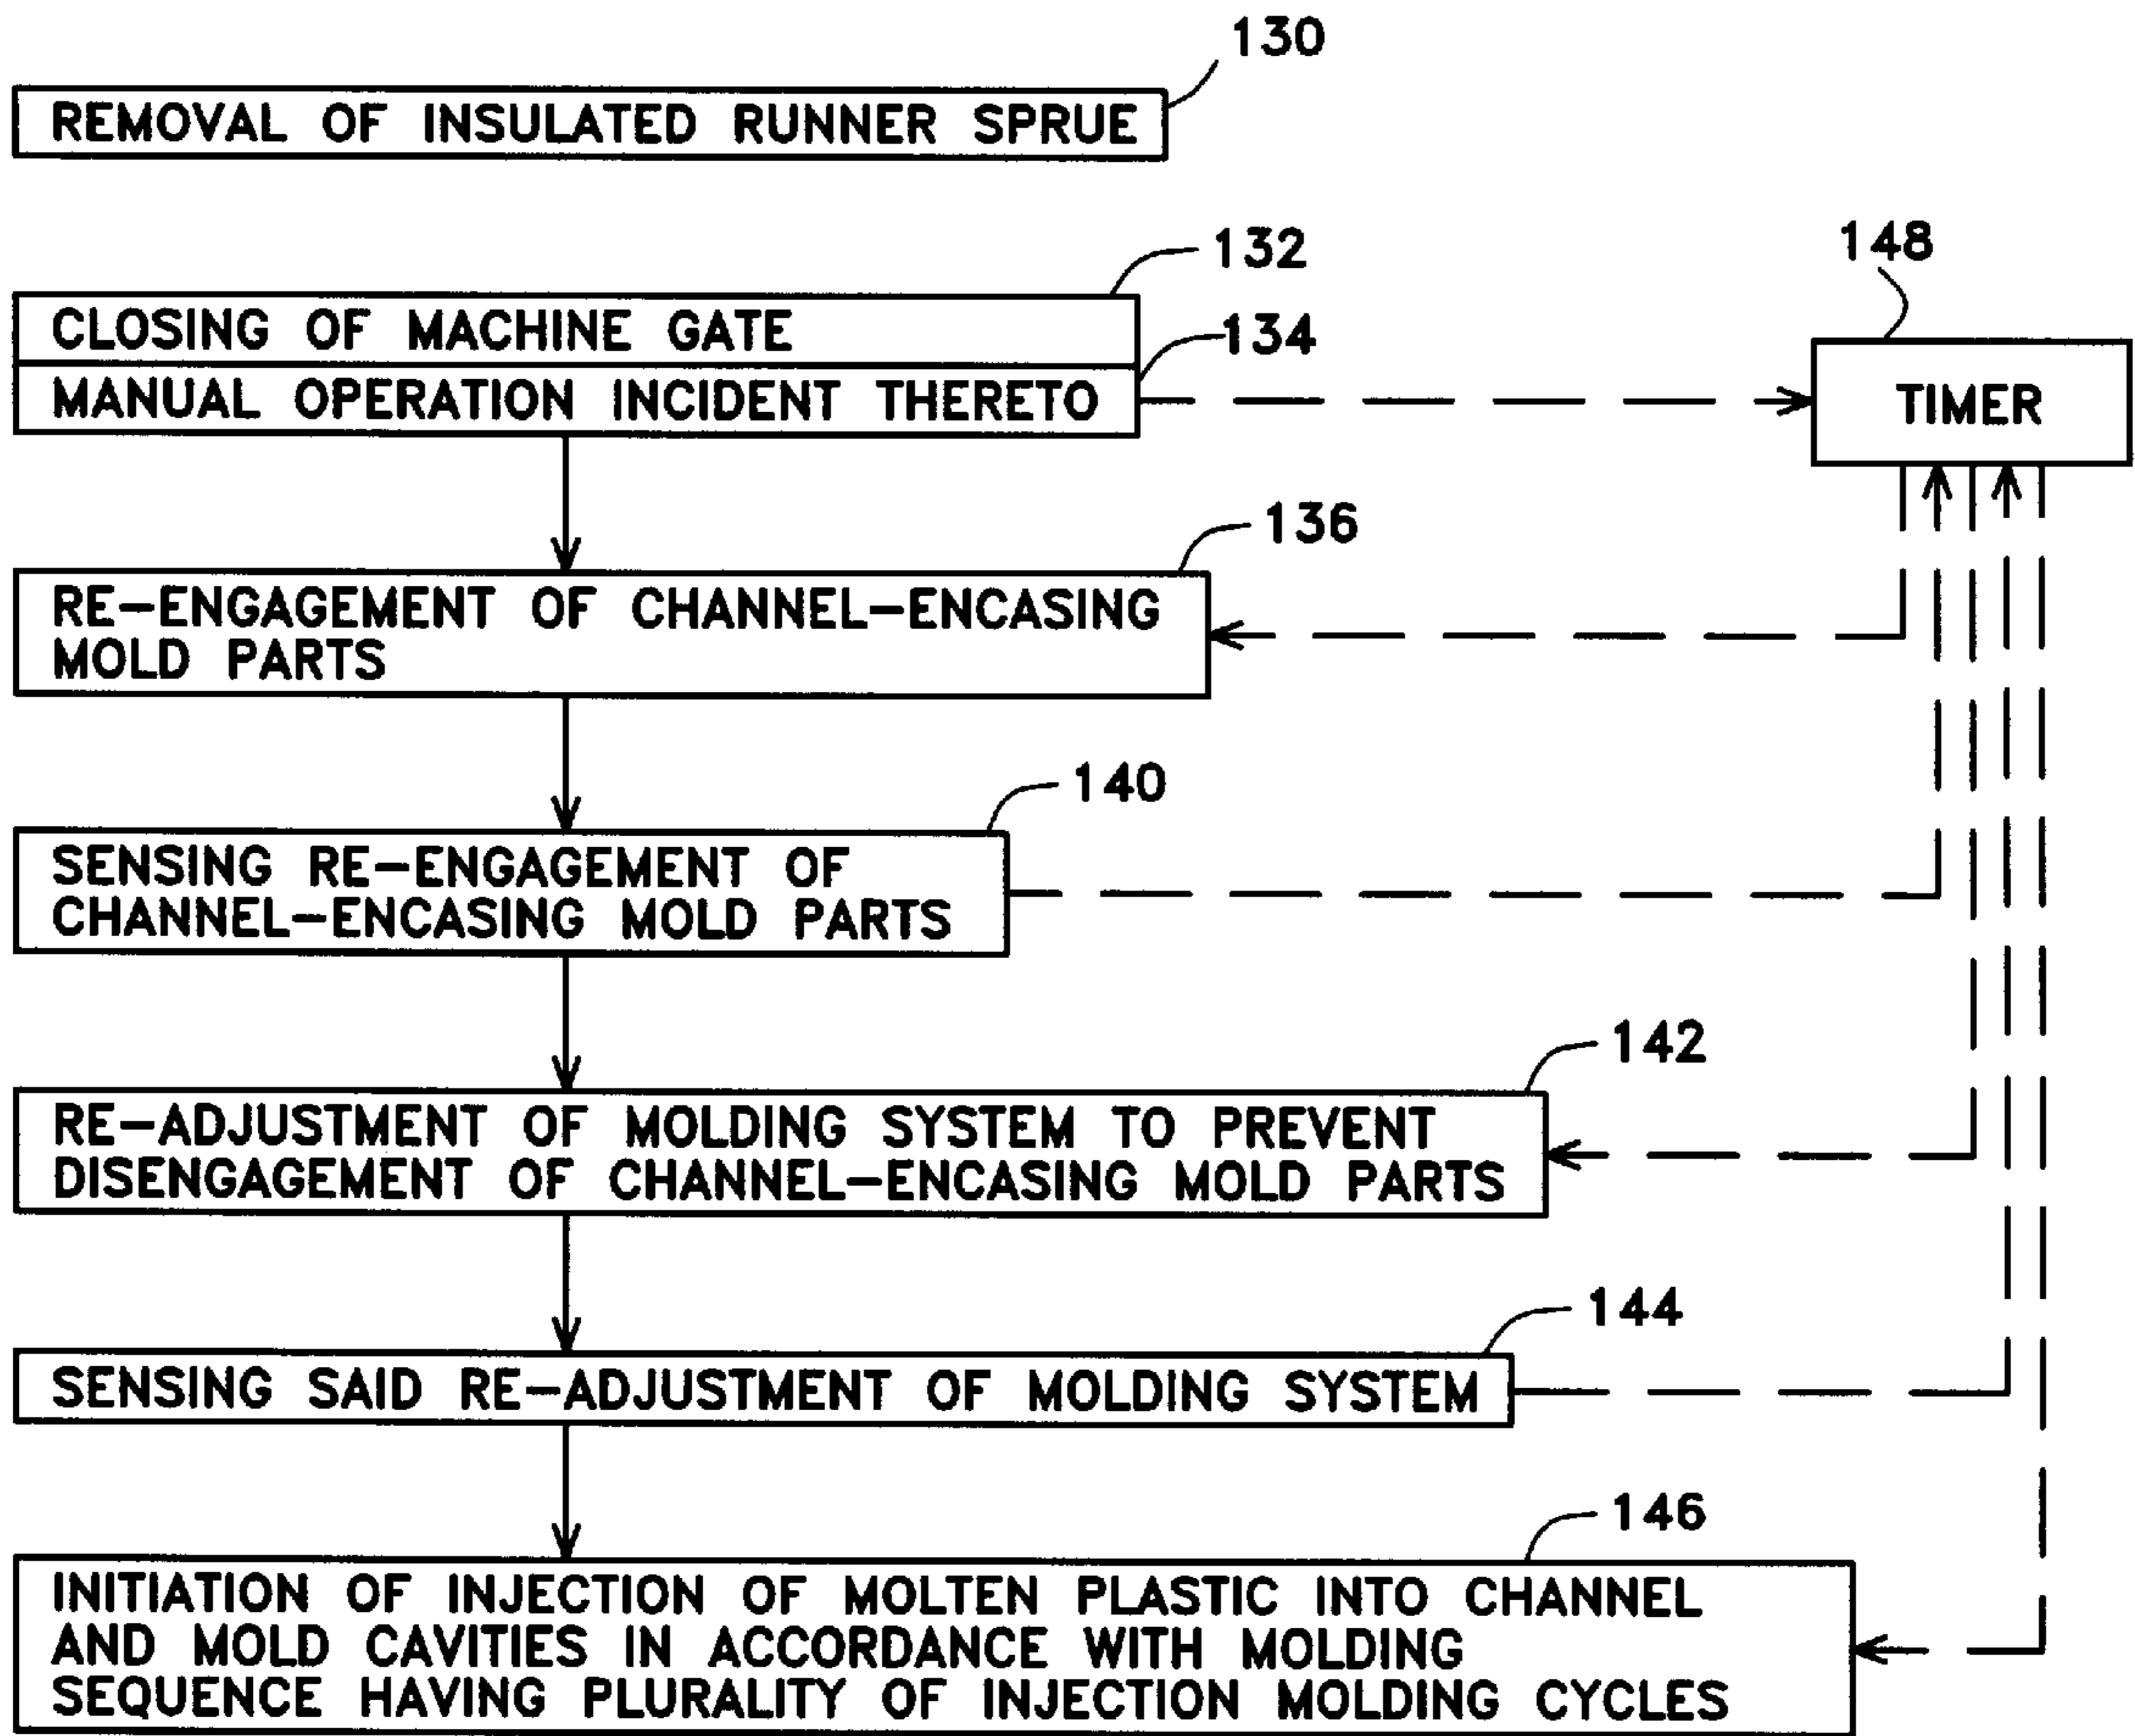 130
REMOVAL OF INSULATED RUNNER SPRUE
132
148
CLOSING OF MACHINE GATE
134
MANUAL OPERATION INCIDENT THERETO
TIMER
136
RE-ENGAGEMENT OF CHANNEL-ENCASING
MOLD PARTS
140
SENSING RE-ENGAGEMENT OF
CHANNEL-ENCASING MOLD PARTS
142
RE-ADJUSTMENT OF MOLDING SYSTEM TO PREVENT
DISENGAGEMENT OF CHANNEL-ENCASING MOLD PARTS
144
SENSING SAID RE-ADJUSTMENT OF MOLDING SYSTEM
146
INITIATION OF INJECTION OF MOLTEN PLASTIC INTO CHANNEL
AND MOLD CAVITIES IN ACCORDANCE WITH MOLDING
SEQUENCE HAVING PLURALITY OF INJECTION MOLDING CYCLES